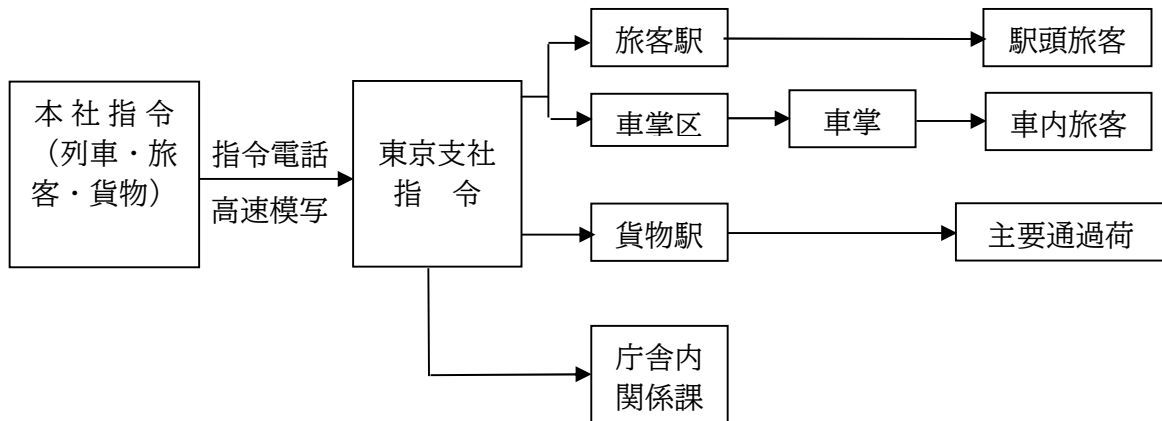 本社指令
（列車・旅
客・貨物）
指令電話
高速模写
東京支社
指　令
旅客駅
駅頭旅客
車掌区
車掌
車内旅客
貨物駅
主要通過荷
庁舎内
関係課